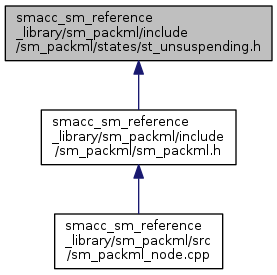 smacc_sm_reference
_library/sm_packml/include
/sm_packml/states/st_unsuspending.h
smacc_sm_reference
_library/sm_packml/include
/sm_packml/sm_packml.h
smacc_sm_reference
_library/sm_packml/src
/sm_packml_node.cpp